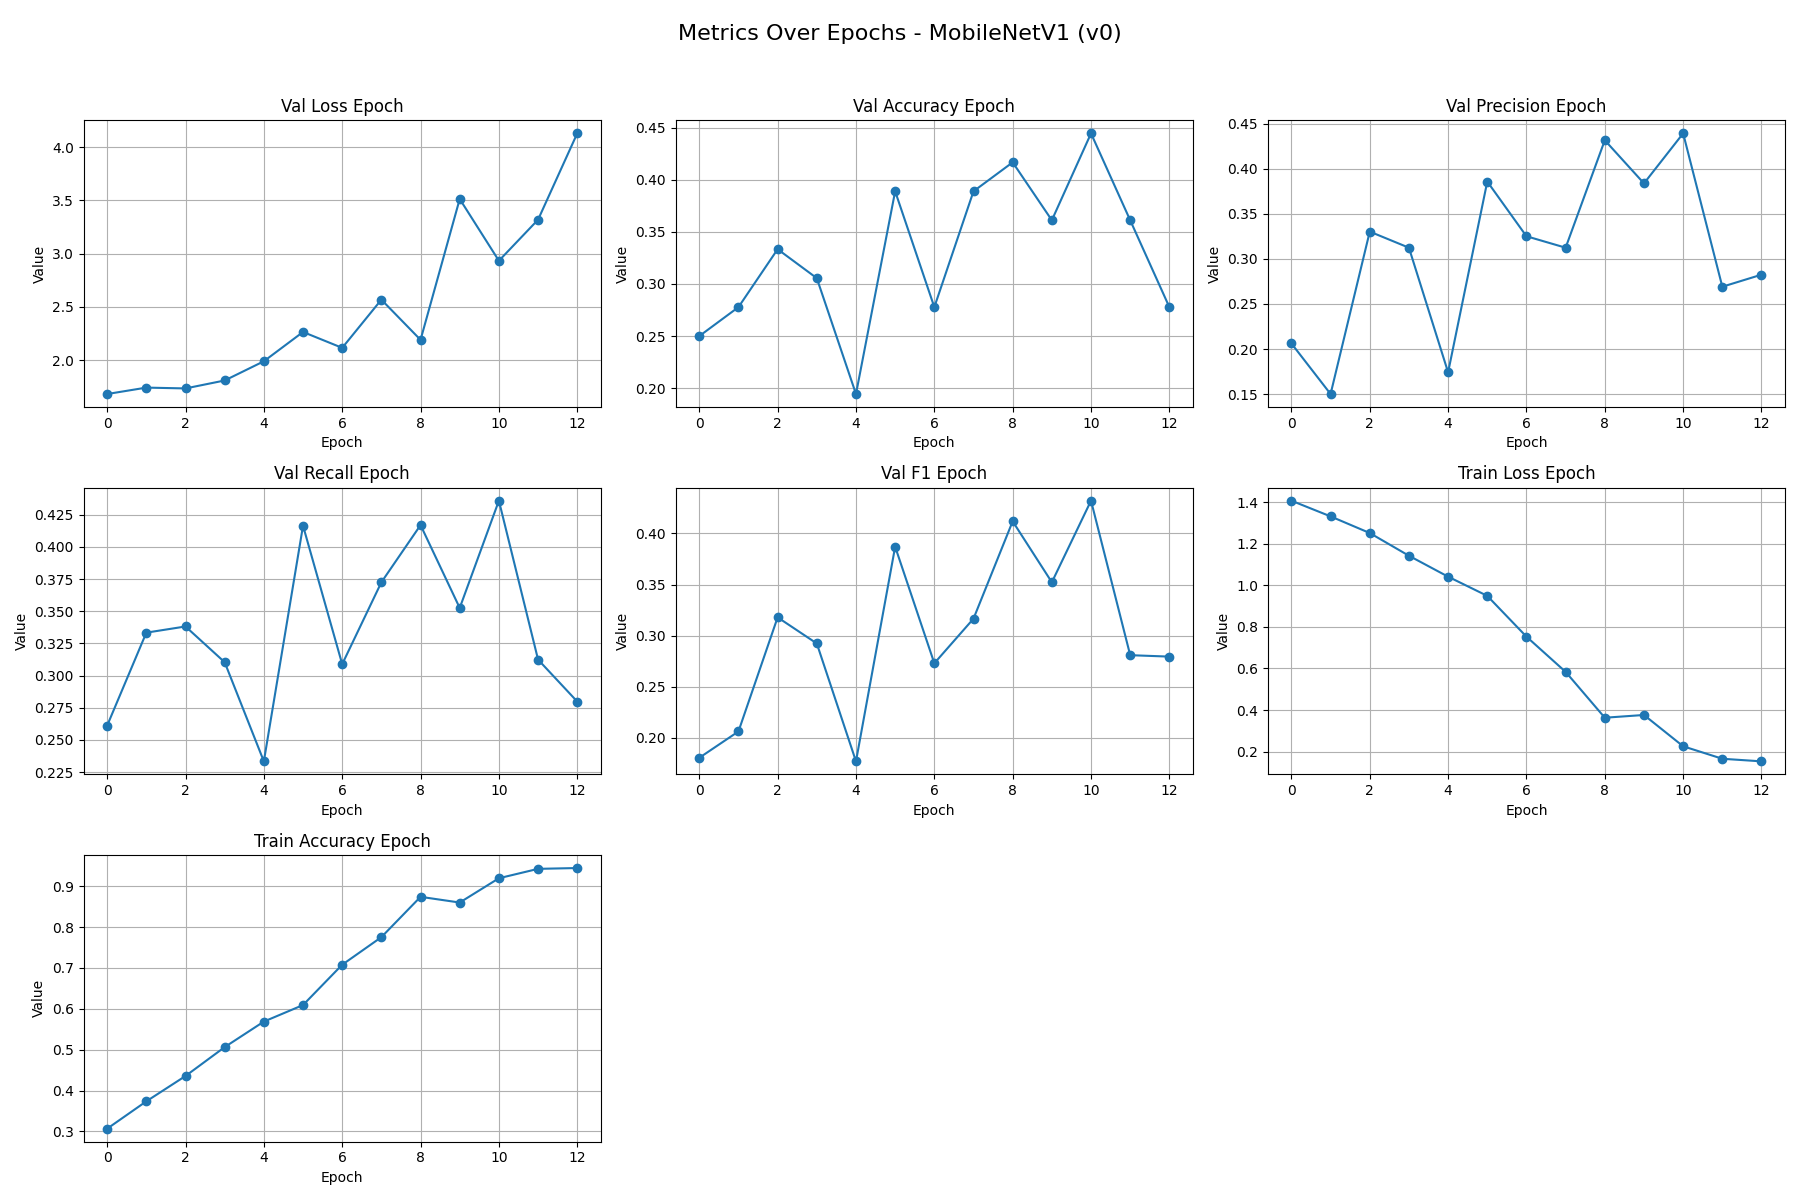 Metrics Over Epochs - MobileNetV1 (v0)
Val Loss Epoch
Value
4.0
3.5
3.0
2.5
2.0
0 2 4 6 8 10 12
Epoch
Val Accuracy Epoch
Value
0.45
0.40
0.35
0.30
0.25
0.20
0 2 4 6 8 10 12
Epoch
Val Precision Epoch
Value
0.45
0.40
0.35
0.30
0.25
0.20
0.15
0 2 4 6 8 10 12
Epoch
Val Recall Epoch
Value
0.425
0.400
0.375
0.350
0.325
0.300
0.275
0.250
0.225
0 2 4 6 8 10 12
Epoch
Val F1 Epoch
Value
0.40
0.35
0.30
0.25
0.20
0 2 4 6 8 10 12
Epoch
Train Loss Epoch
Value
1.4
1.2
1.0
0.8
0.6
0.4
0.2
0 2 4 6 8 10 12
Epoch
Train Accuracy Epoch
Value
0.9
0.8
0.7
0.6
0.5
0.4
0.3
0 2 4 6 8 10 12
Epoch